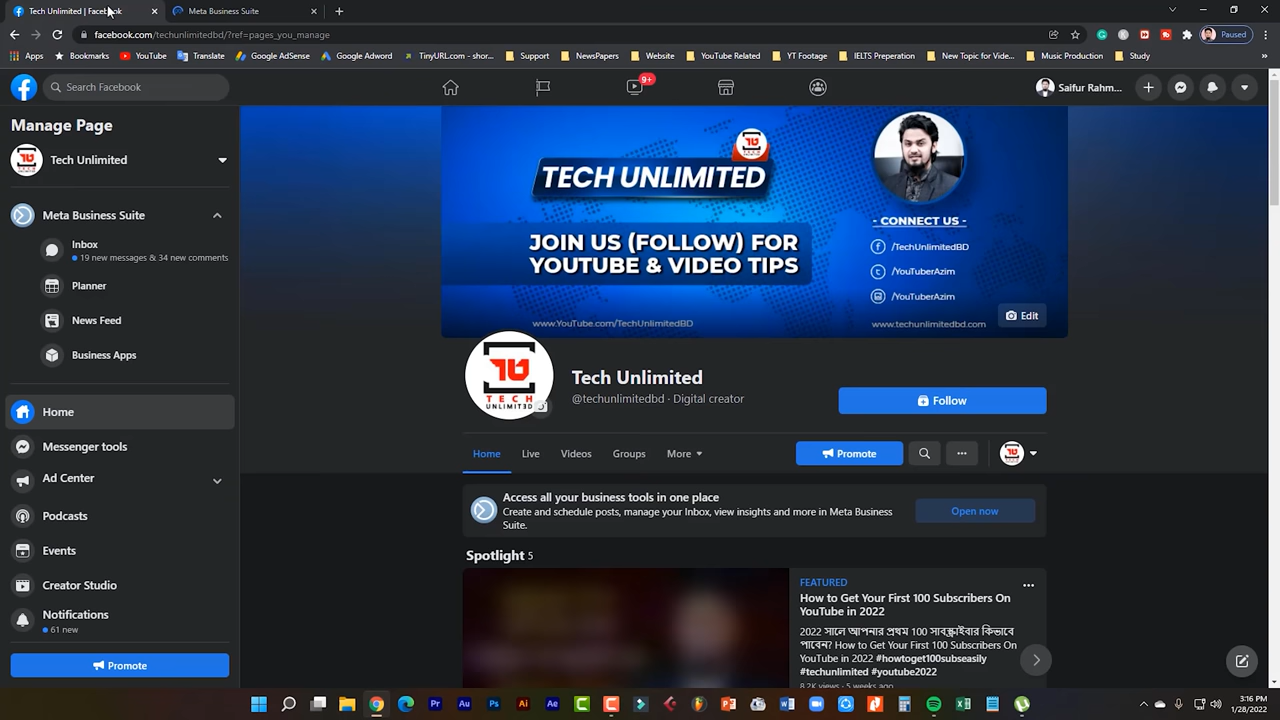 Tech Unlimited | Facebook
Meta Business Suite
facebook.com/techunlimitedbd/?ref=pages_you_manage
Paused
Apps
Bookmarks
YouTube
Translate
Google AdSense
Google Adword
TinyURL.com - shor...
Support
NewsPapers
Website
YouTube Related
YT Footage
IELTS Preperation
New Topic for Vide...
Music Production
Study
Search Facebook
9+
Saifur Rahm...
Manage Page
Tech Unlimited
Meta Business Suite
Inbox
19 new messages & 34 new comments
Planner
News Feed
Business Apps
Home
Messenger tools
Ad Center
Podcasts
Events
Creator Studio
Notifications
61 new
Promote
TECH UNLIMITED
JOIN US (FOLLOW) FOR
YOUTUBE & VIDEO TIPS
- CONNECT US -
/TechUnlimitedBD
/YouTuberAzim
/YouTuberAzim
www.YouTube.com/TechUnlimitedBD
www.techunlimitedbd.com
Edit
TECH
UNLIMIT3D
Tech Unlimited
@techunlimitedbd · Digital creator
Follow
Home
Live
Videos
Groups
More
Promote
Access all your business tools in one place
Create and schedule posts, manage your Inbox, view insights and more in Meta Business
Suite.
Open now
Spotlight 5
FEATURED
How to Get Your First 100 Subscribers On
YouTube in 2022
2022 সালে আপনার প্রথম 100 সাবস্ক্রাইবার কিভাবে
পাবেন? How to Get Your First 100 Subscribers On
YouTube in 2022 #howtoget100subseasily
#techunlimited #youtube2022
8.2K views · 5 weeks ago
3:16 PM
1/28/2022